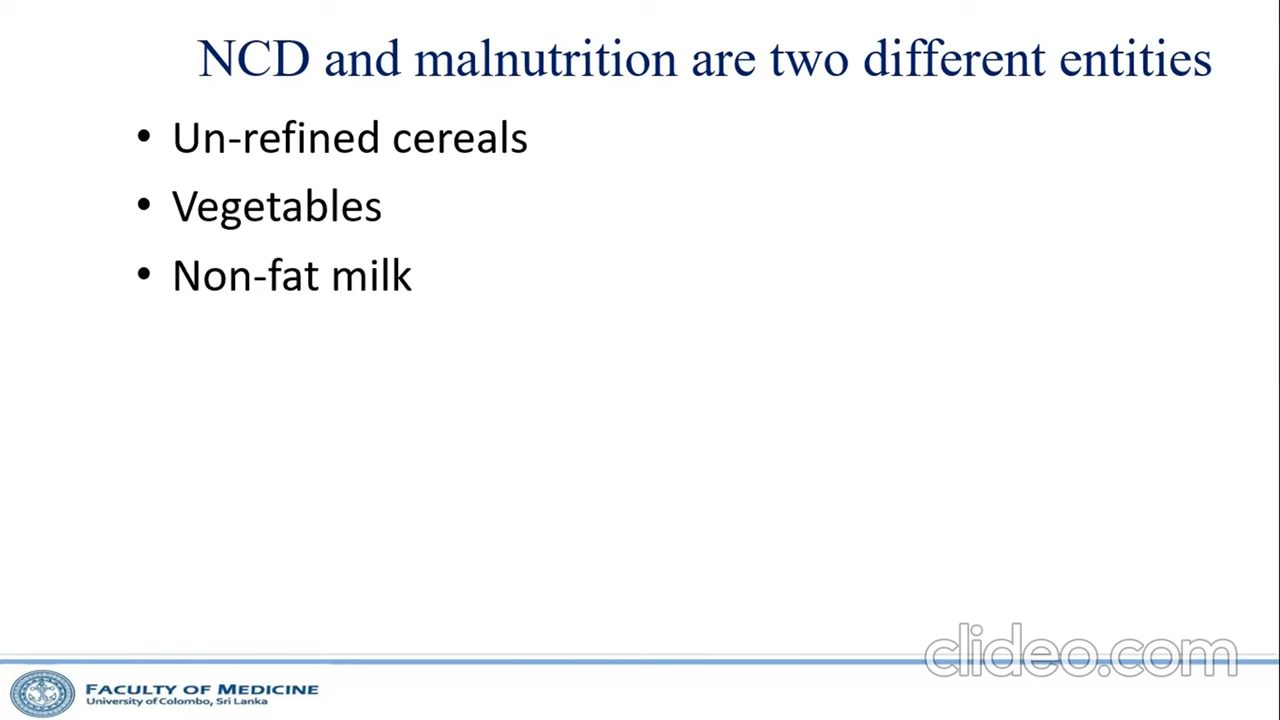 NCD and malnutrition are two different entities
• Un-refined cereals
• Vegetables
• Non-fat milk
clideo.com
FACULTY OF MEDICINE
University of Colombo, Sri Lanka